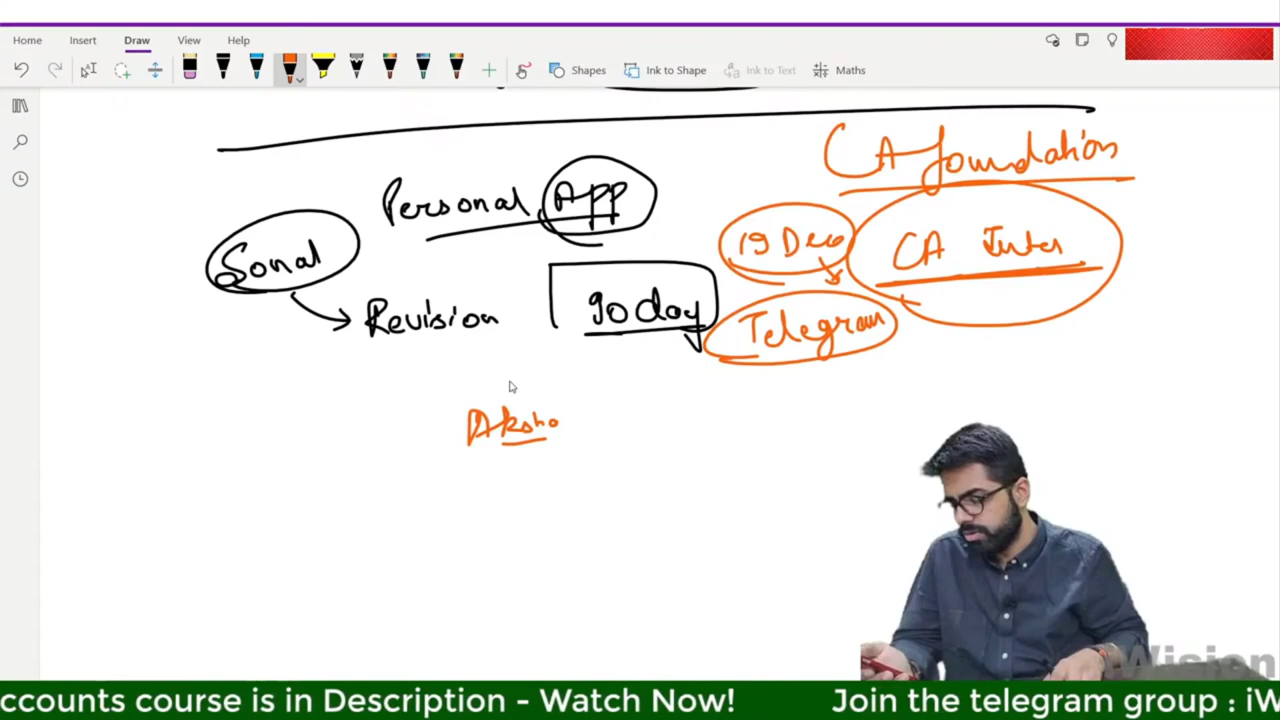 Home Insert Draw View Help
Shapes Ink to Shape Ink to Text Maths
CA foundation
Personal App
19 Dec
CA Inter
Sonal
Revision
90 day
Telegram
Aksha
iWision
ccounts course is in Description - Watch Now! Join the telegram group : iW